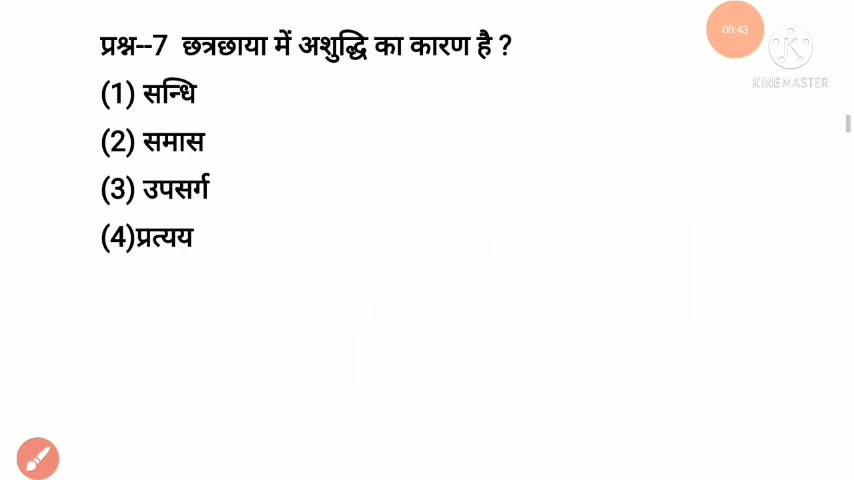 प्रश्न--7 छत्रछाया में अशुद्धि का कारण है ?
(1) सन्धि
(2) समास
(3) उपसर्ग
(4)प्रत्यय
00:43
K
KINEMASTER